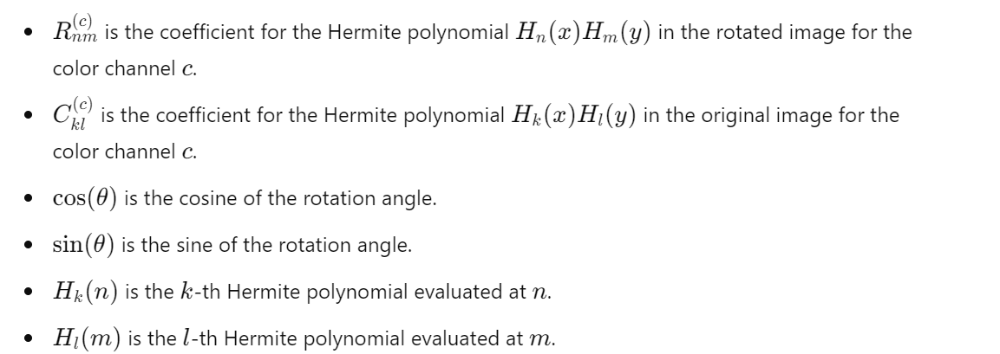 • $R_{nm}^{(c)}$ is the coefficient for the Hermite polynomial $H_n(x)H_m(y)$ in the rotated image for the
color channel $c$.
• $C_{kl}^{(c)}$ is the coefficient for the Hermite polynomial $H_k(x)H_l(y)$ in the original image for the
color channel $c$.
• $\cos(\theta)$ is the cosine of the rotation angle.
• $\sin(\theta)$ is the sine of the rotation angle.
• $H_k(n)$ is the $k$-th Hermite polynomial evaluated at $n$.
• $H_l(m)$ is the $l$-th Hermite polynomial evaluated at $m$.